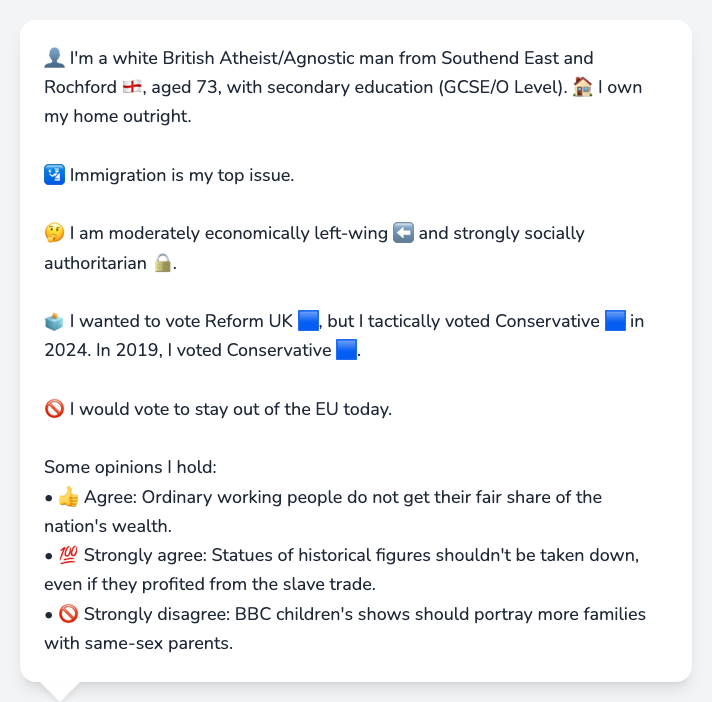 👤 I'm a white British Atheist/Agnostic man from Southend East and
Rochford 🏴󠁧󠁢󠁥󠁮󠁧󠁿, aged 73, with secondary education (GCSE/O Level). 🏠 I own
my home outright.
🛂 Immigration is my top issue.
🤔 I am moderately economically left-wing ⬅️ and strongly socially
authoritarian 🔒.
🗳️ I wanted to vote Reform UK 🟦, but I tactically voted Conservative 🟦 in
2024. In 2019, I voted Conservative 🟦.
🚫 I would vote to stay out of the EU today.
Some opinions I hold:
• 👍 Agree: Ordinary working people do not get their fair share of the
nation's wealth.
• 💯 Strongly agree: Statues of historical figures shouldn't be taken down,
even if they profited from the slave trade.
• 🚫 Strongly disagree: BBC children's shows should portray more families
with same-sex parents.